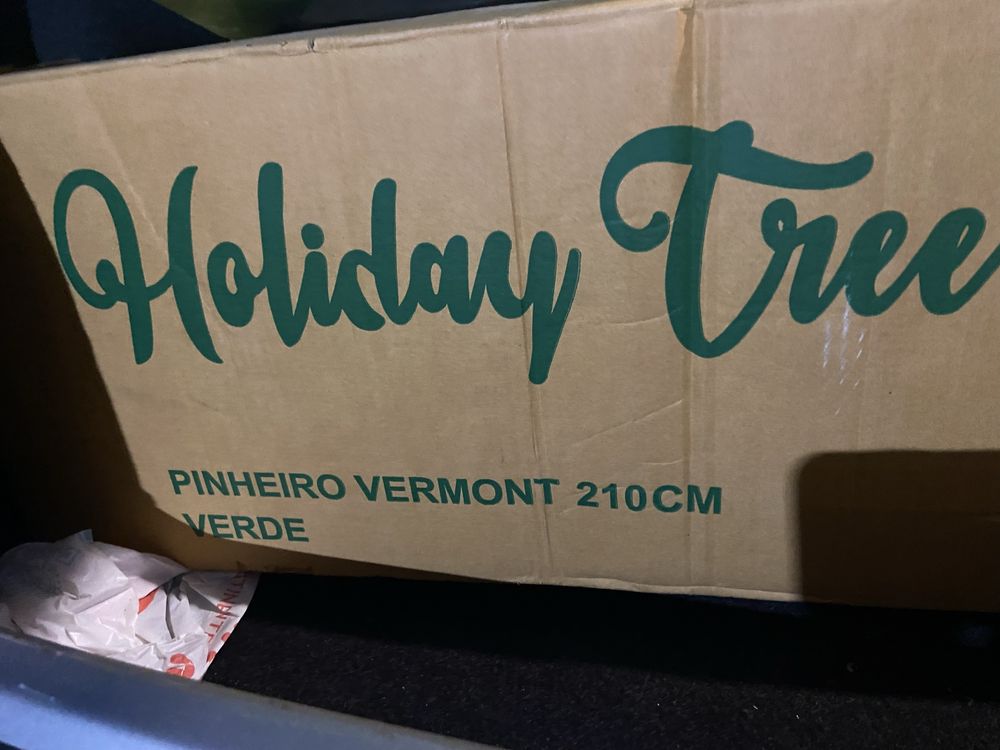 Holiday Tree
PINHEIRO VERMONT 210CM
VERDE